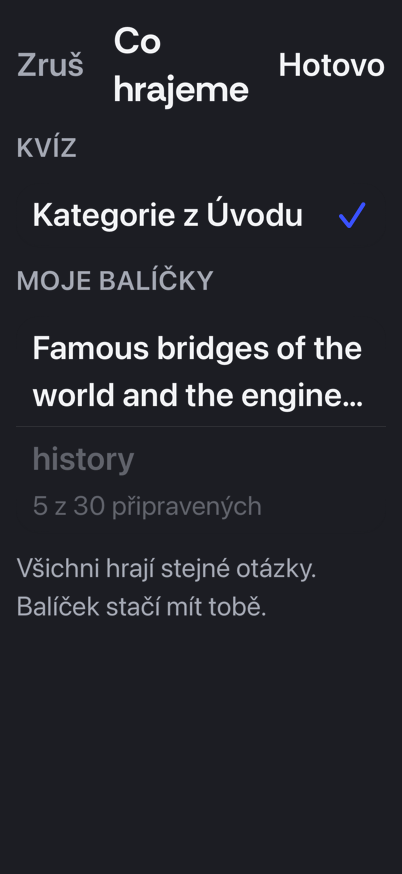 Zruš
Co
hrajeme
Hotovo
KVÍZ
Kategorie z Úvodu
MOJE BALÍČKY
Famous bridges of the
world and the engine…
history
5 z 30 připravených
Všichni hrají stejné otázky.
Balíček stačí mít tobě.